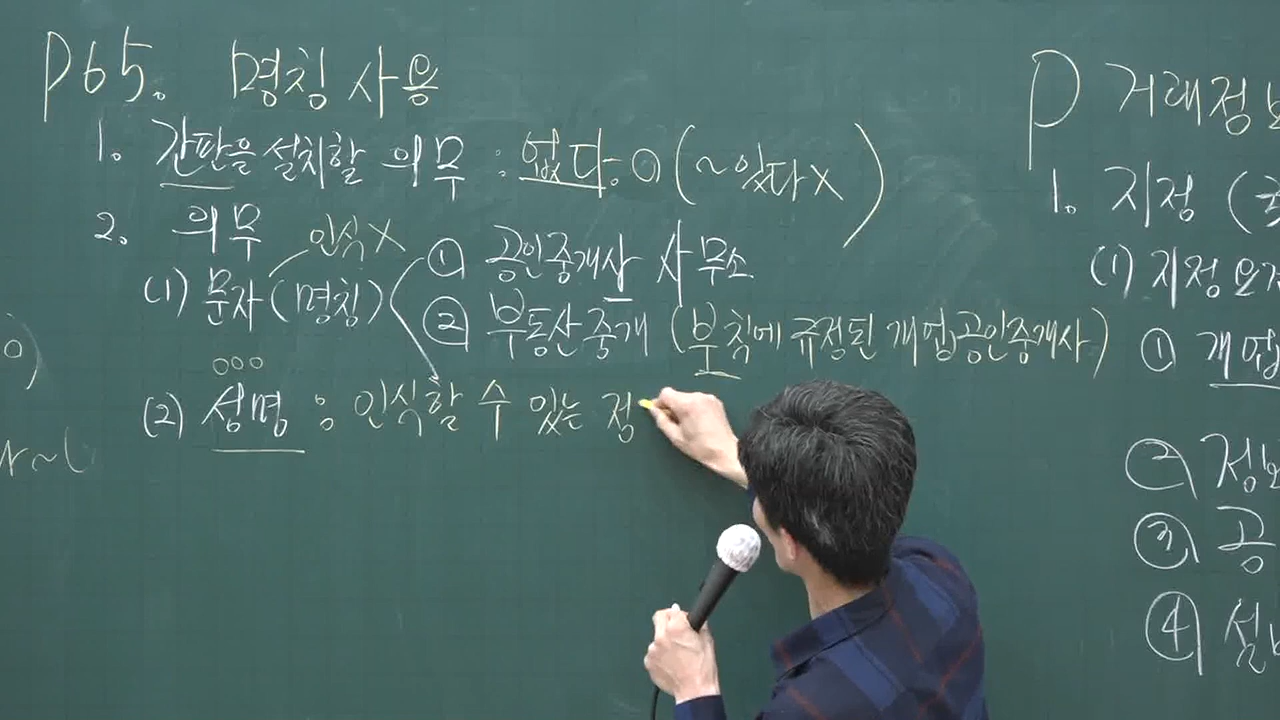 P65. 명칭 사용
1. 간판을 설치할 의무 : 없다. O (~있다X)
2. 의무
인식X
(1) 문자(명칭)
① 공인중개사 사무소
② 부동산중개 (부칙에 규정된 개업공인중개사)
○○○
(2) 성명 : 인식할 수 있는 정
P 거래정
1. 지정 (
(1) 지정요
① 개업
② 정보
③ 공
④ 설